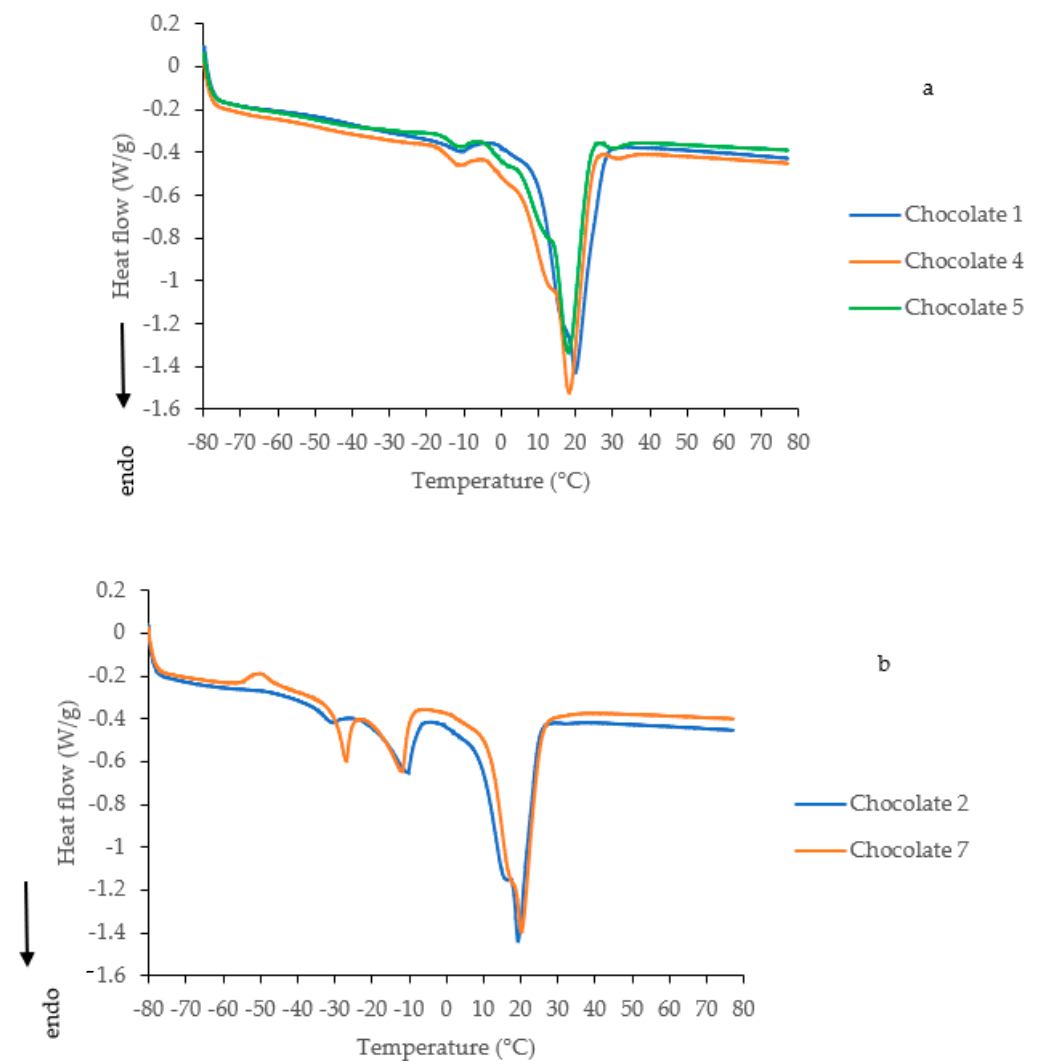 0.2
0
-0.2
-0.4
-0.6
-0.8
-1
-1.2
-1.4
-1.6
Heat flow (W/g)
endo
-80 -70 -60 -50 -40 -30 -20 -10 0 10 20 30 40 50 60 70 80
Temperature (°C)
a
Chocolate 1
Chocolate 4
Chocolate 5
0.2
0
-0.2
-0.4
-0.6
-0.8
-1
-1.2
-1.4
-1.6
Heat flow (W/g)
endo
-80 -70 -60 -50 -40 -30 -20 -10 0 10 20 30 40 50 60 70 80
Temperature (°C)
b
Chocolate 2
Chocolate 7